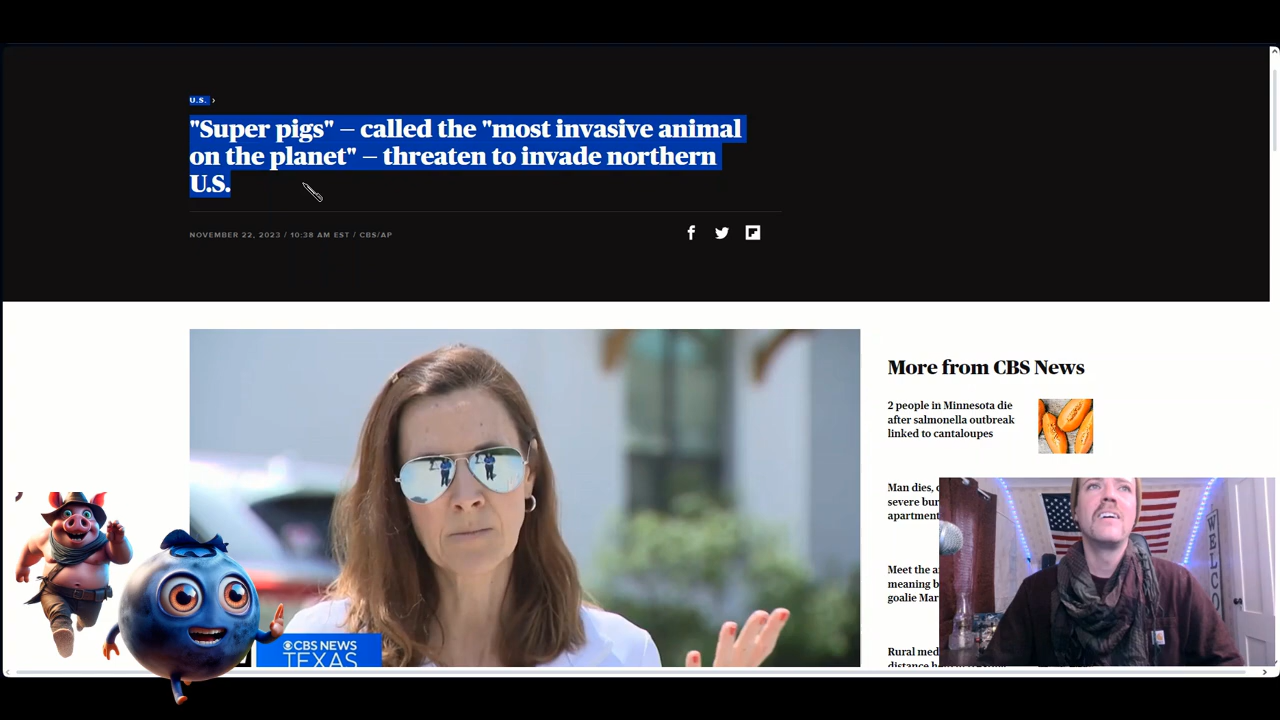 U.S. ›
"Super pigs" — called the "most invasive animal
on the planet" — threaten to invade northern
U.S.
NOVEMBER 22, 2023 / 10:38 AM EST / CBS/AP
More from CBS News
2 people in Minnesota die
after salmonella outbreak
linked to cantaloupes
Man dies,
severe bur
apartment
Meet the a
meaning b
goalie Mar
Rural med
distance h
CBS NEWS
TEXAS